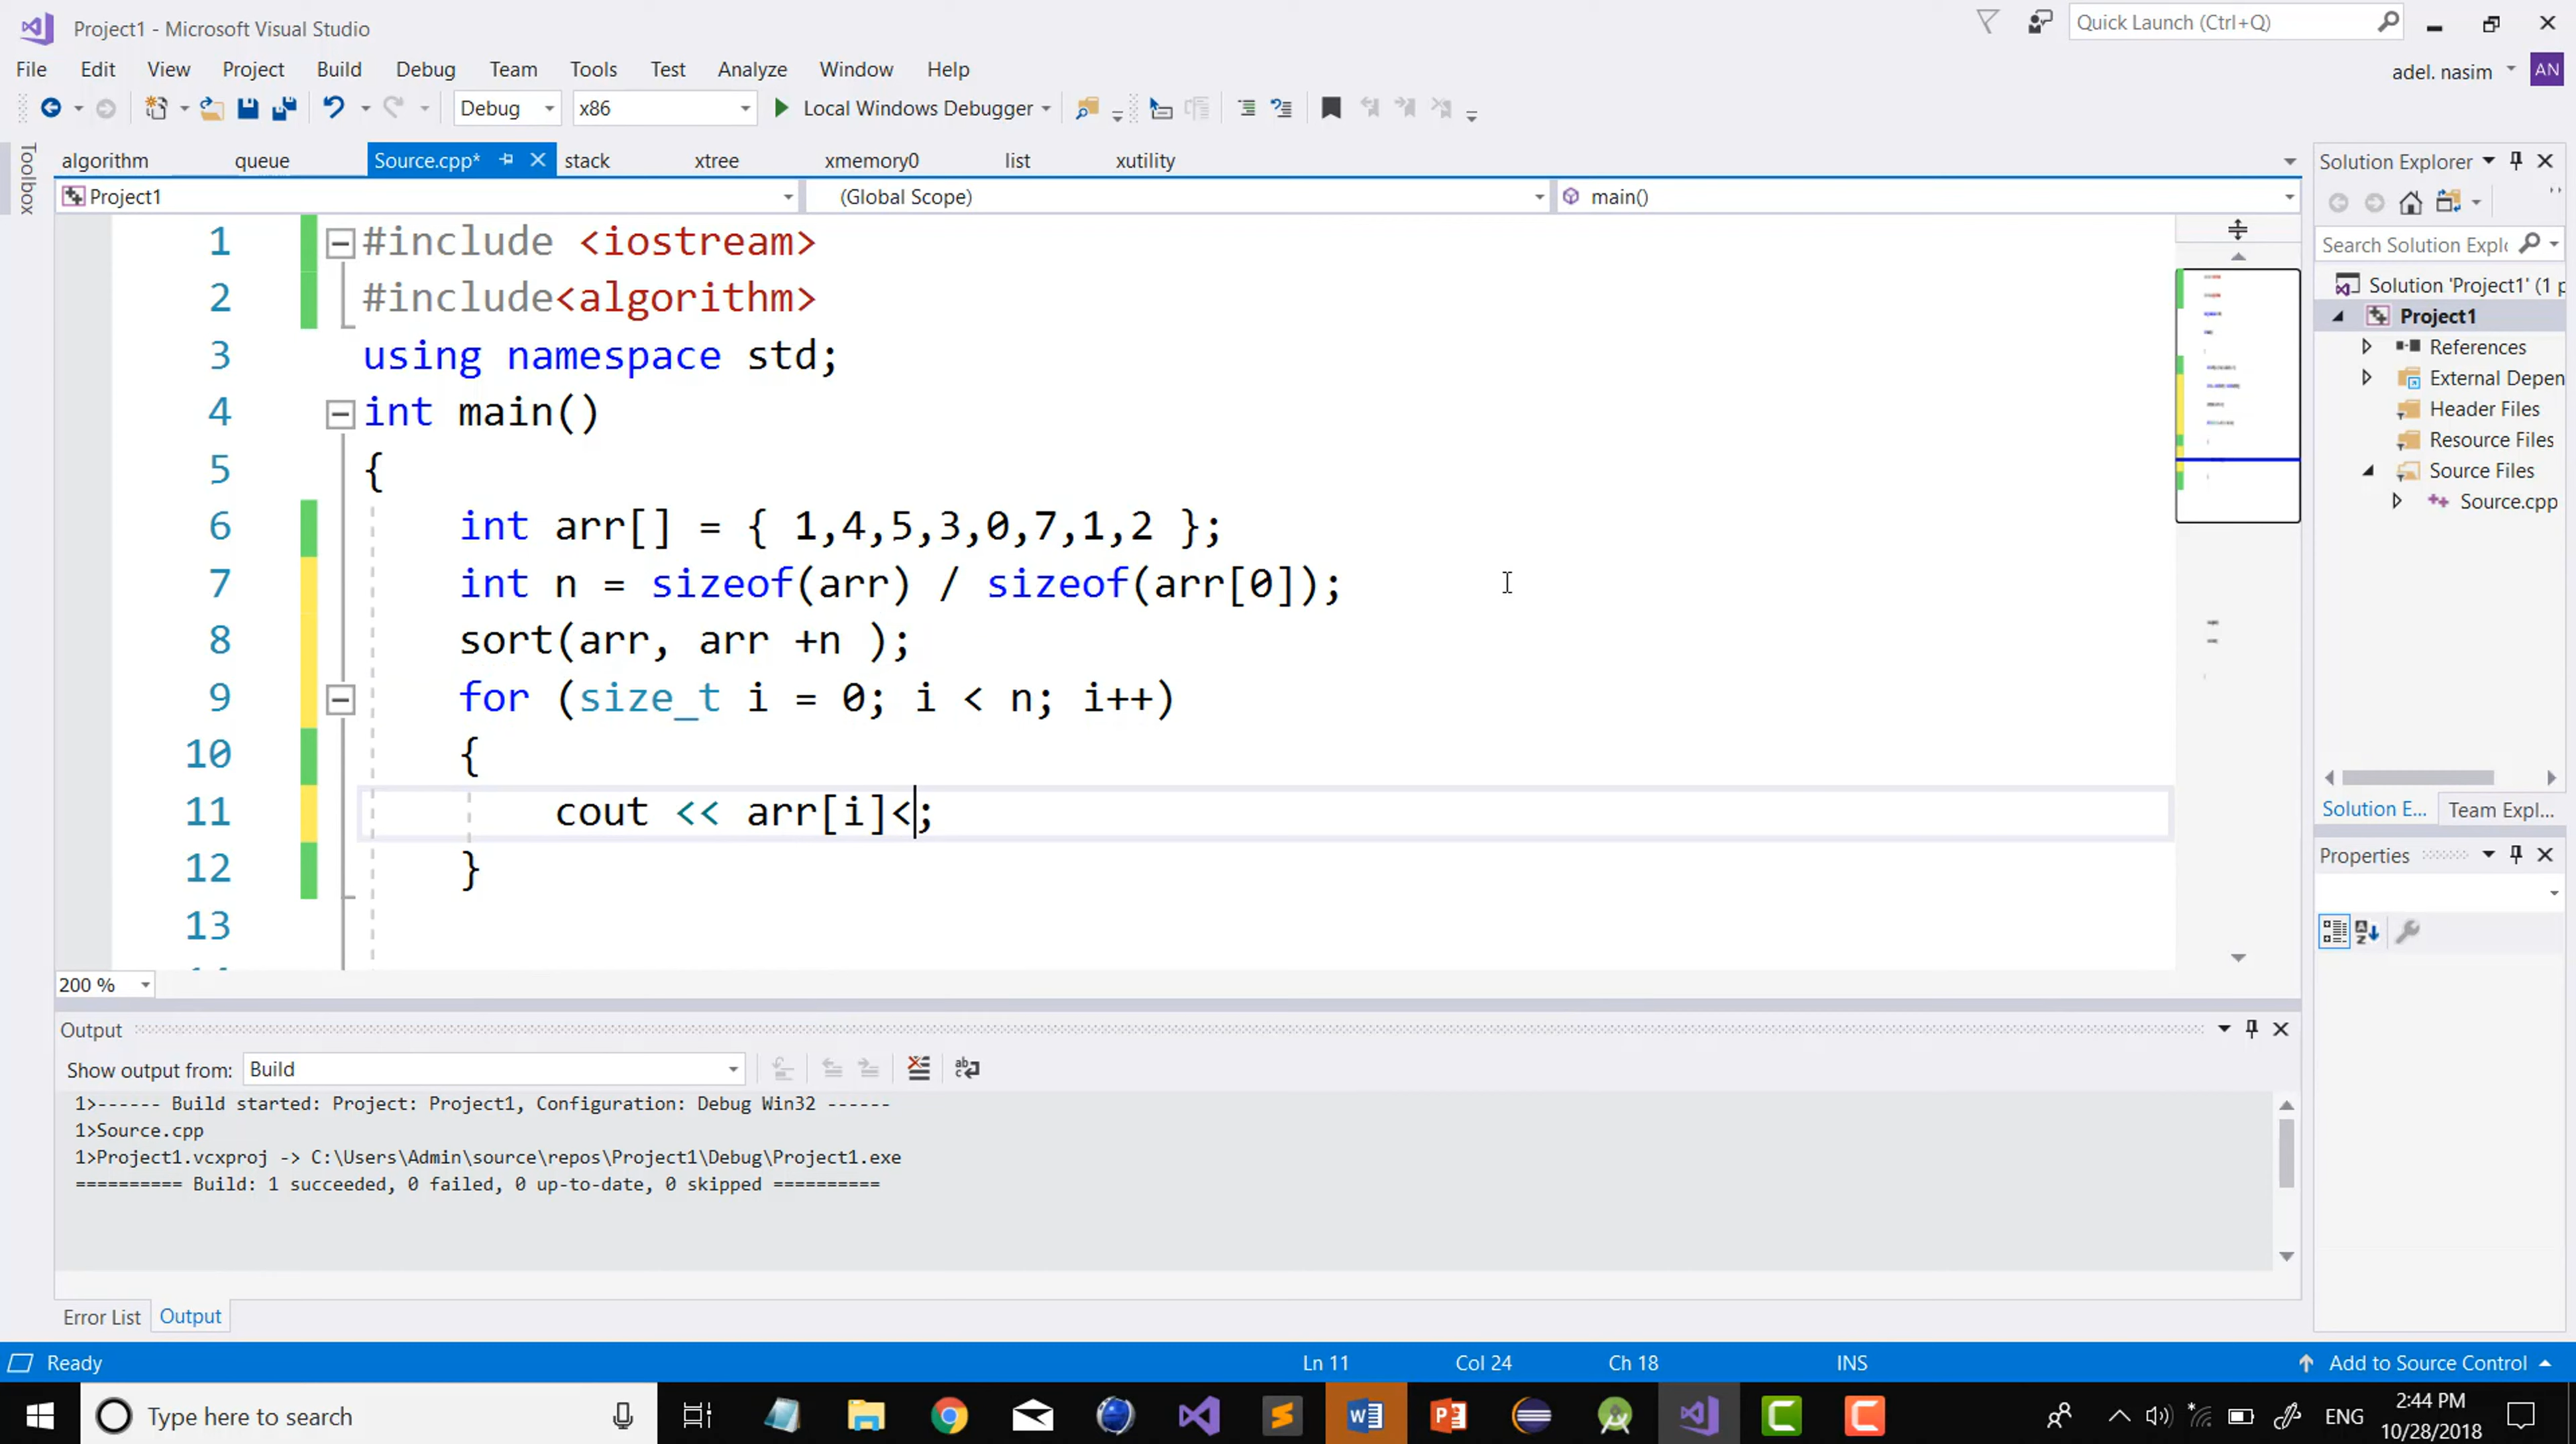 Project1 - Microsoft Visual Studio
Quick Launch (Ctrl+Q)
File Edit View Project Build Debug Team Tools Test Analyze Window Help
adel. nasim AN
Debug x86 Local Windows Debugger
Toolbox
algorithm queue Source.cpp* stack xtree xmemory0 list xutility
Project1 (Global Scope) main()
1 #include <iostream>
2 #include<algorithm>
3 using namespace std;
4 int main()
5 {
6 int arr[] = { 1,4,5,3,0,7,1,2 };
7 int n = sizeof(arr) / sizeof(arr[0]);
8 sort(arr, arr +n );
9 for (size_t i = 0; i < n; i++)
10 {
11 cout << arr[i]<;
12 }
13
200 %
Solution Explorer
Search Solution Explo
Solution 'Project1' (1 p
Project1
References
External Depen
Header Files
Resource Files
Source Files
Source.cpp
Solution E... Team Expl...
Properties
Output
Show output from: Build
1>------ Build started: Project: Project1, Configuration: Debug Win32 ------
1>Source.cpp
1>Project1.vcxproj -> C:\Users\Admin\source\repos\Project1\Debug\Project1.exe
========== Build: 1 succeeded, 0 failed, 0 up-to-date, 0 skipped ==========
Error List Output
Ready Ln 11 Col 24 Ch 18 INS Add to Source Control
Type here to search
ENG
2:44 PM
10/28/2018